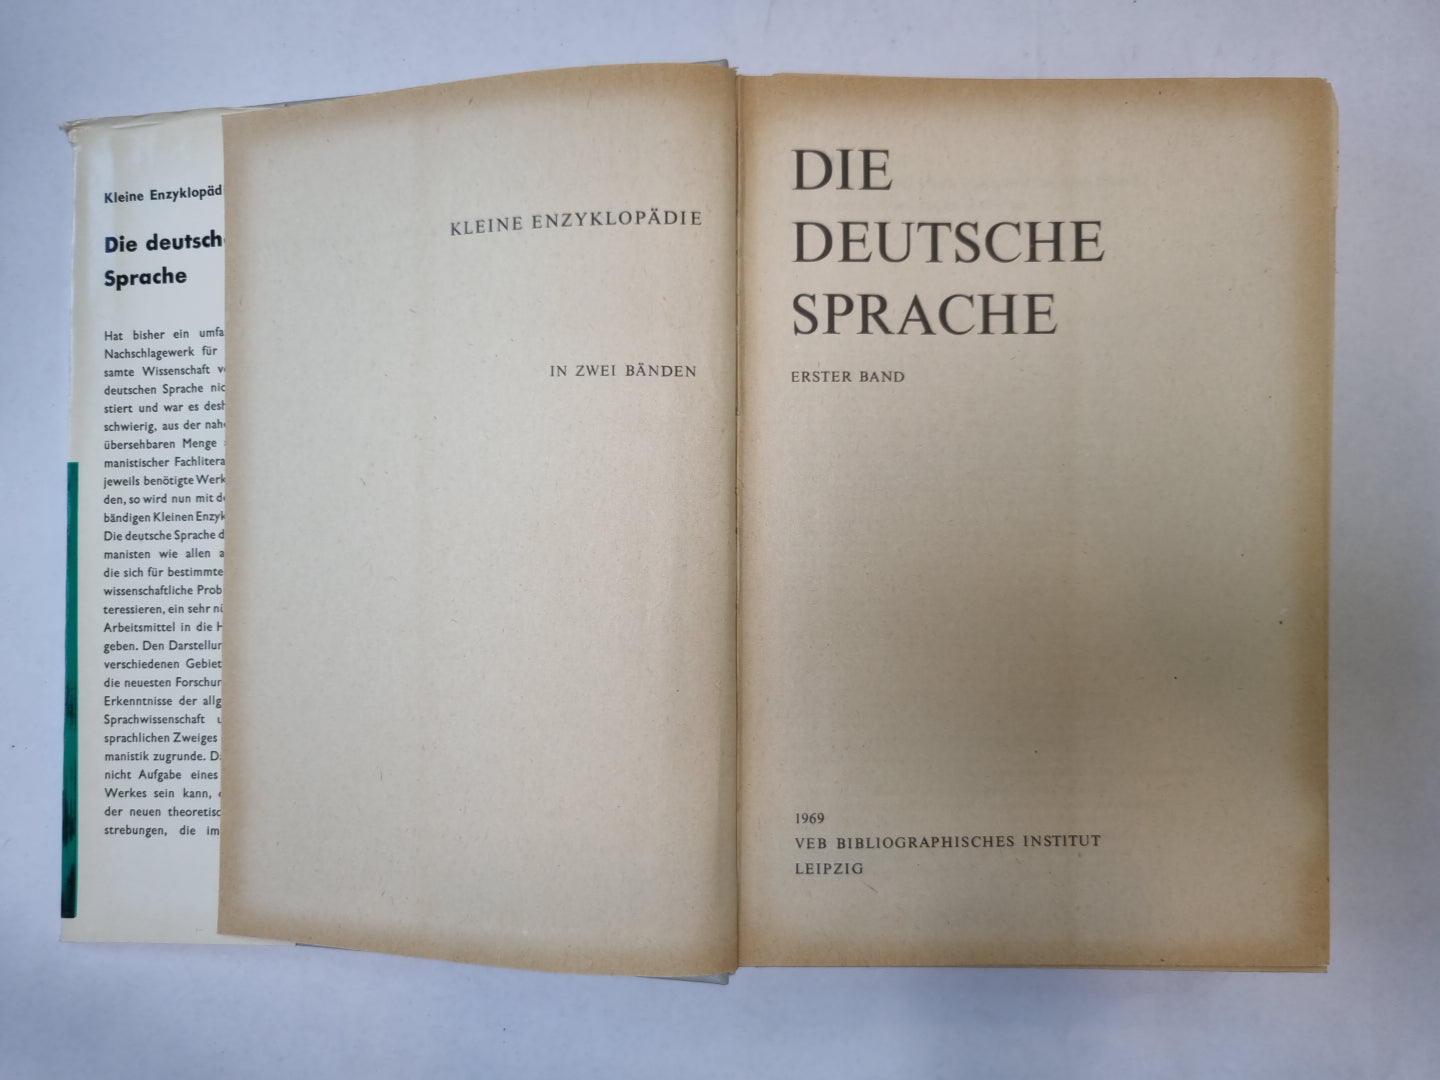 Kleine Enzyklopäd
Die deutsch
Sprache
Hat bisher ein umfa
Nachschlagewerk für
samte Wissenschaft v
deutschen Sprache nic
stiert und war es desh
schwierig, aus der nah
übersehbaren Menge
manistischer Fachlitera
jeweils benötigte Werk
den, so wird nun mit d
bändigen Kleinen Enzyk
Die deutsche Sprache d
manisten wie allen a
die sich für bestimmte
wissenschaftliche Prob
teressieren, ein sehr nü
Arbeitsmittel in die H
geben. Den Darstellun
verschiedenen Gebiet
die neuesten Forschun
Erkenntnisse der allg
Sprachwissenschaft u
sprachlichen Zweiges
manistik zugrunde. D
nicht Aufgabe eines
Werkes sein kann,
der neuen theoretisc
strebungen, die im
KLEINE ENZYKLOPÄDIE
IN ZWEI BÄNDEN
DIE
DEUTSCHE
SPRACHE
ERSTER BAND
1969
VEB BIBLIOGRAPHISCHES INSTITUT
LEIPZIG